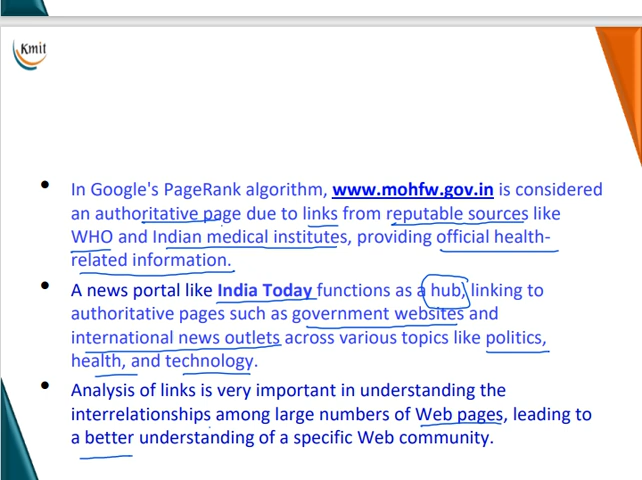 Kmit
• In Google's PageRank algorithm, www.mohfw.gov.in is considered
an authoritative page due to links from reputable sources like
WHO and Indian medical institutes, providing official health-
related information.
• A news portal like India Today functions as a hub, linking to
authoritative pages such as government websites and
international news outlets across various topics like politics,
health, and technology.
• Analysis of links is very important in understanding the
interrelationships among large numbers of Web pages, leading to
a better understanding of a specific Web community.